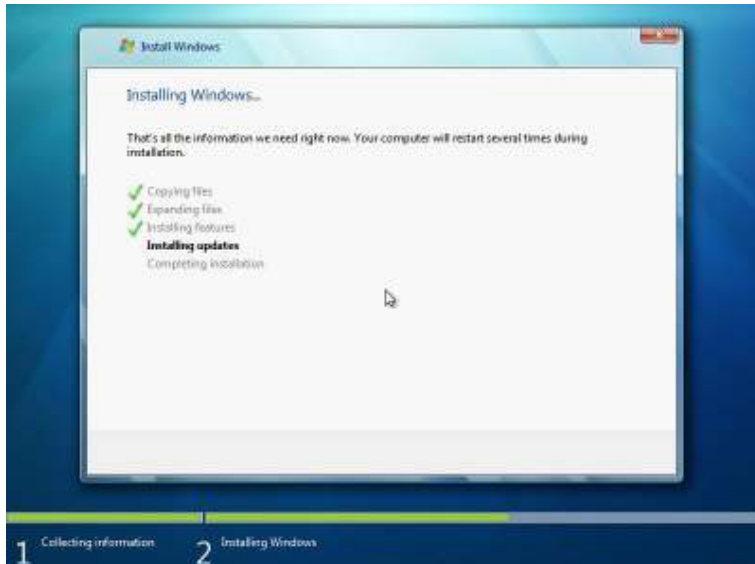 Install Windows
Installing Windows...
That's all the information we need right now. Your computer will restart several times during
installation.
Copying files
Expanding files
Installing features
Installing updates
Completing installation
1 Collecting information
2 Installing Windows